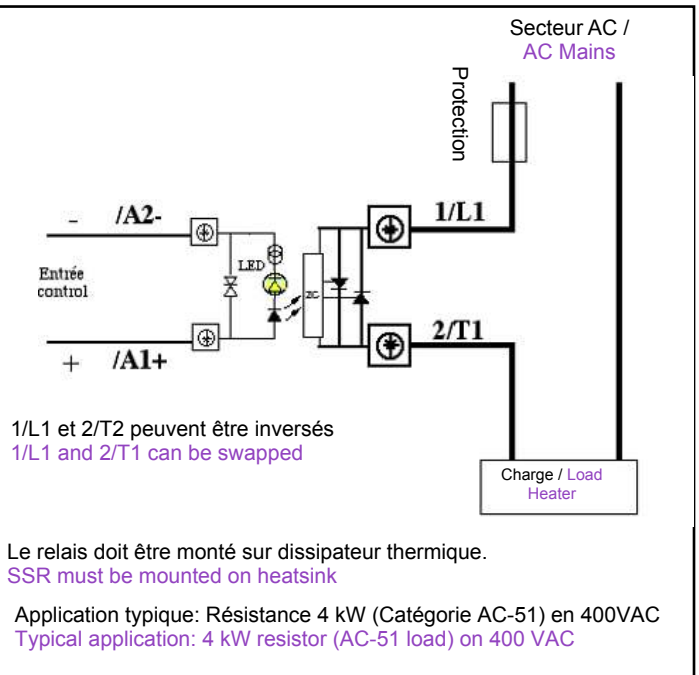 Secteur AC /
AC Mains
Protection
- /A2-
1/L1
LED
Entrée
control
ZC
+ /A1+
2/T1
1/L1 et 2/T2 peuvent être inversés
1/L1 and 2/T1 can be swapped
Charge / Load
Heater
Le relais doit être monté sur dissipateur thermique.
SSR must be mounted on heatsink
Application typique: Résistance 4 kW (Catégorie AC-51) en 400VAC
Typical application: 4 kW resistor (AC-51 load) on 400 VAC